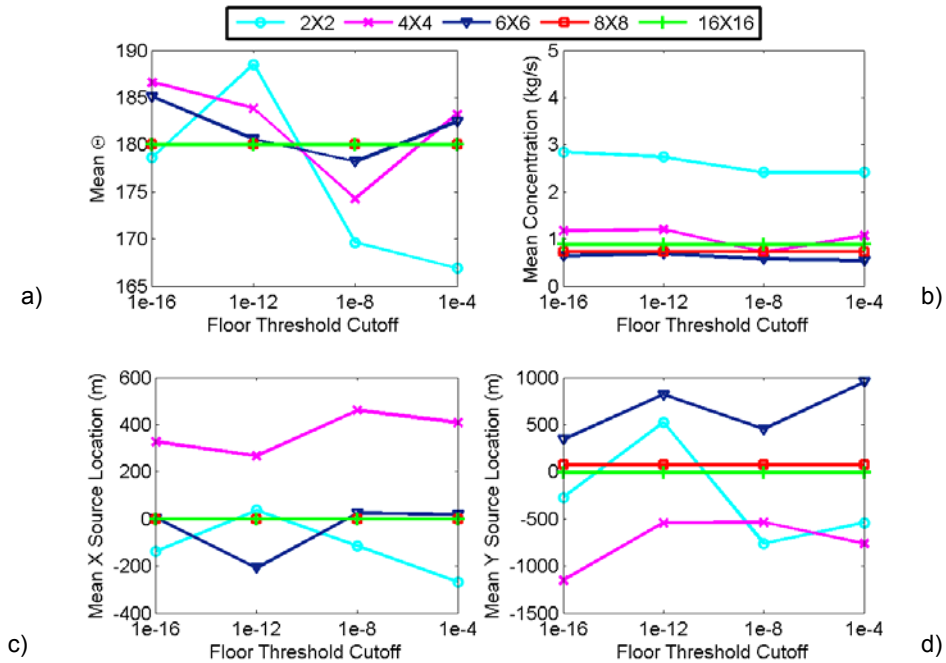 2X2 4X4 6X6 8X8 16X16
a)
Mean Θ
190
185
180
175
170
165
1e-16 1e-12 1e-8 1e-4
Floor Threshold Cutoff
b)
Mean Concentration (kg/s)
5
4
3
2
1
0
1e-16 1e-12 1e-8 1e-4
Floor Threshold Cutoff
c)
Mean X Source Location (m)
600
400
200
0
-200
-400
1e-16 1e-12 1e-8 1e-4
Floor Threshold Cutoff
d)
Mean Y Source Location (m)
1000
500
0
-500
-1000
-1500
1e-16 1e-12 1e-8 1e-4
Floor Threshold Cutoff